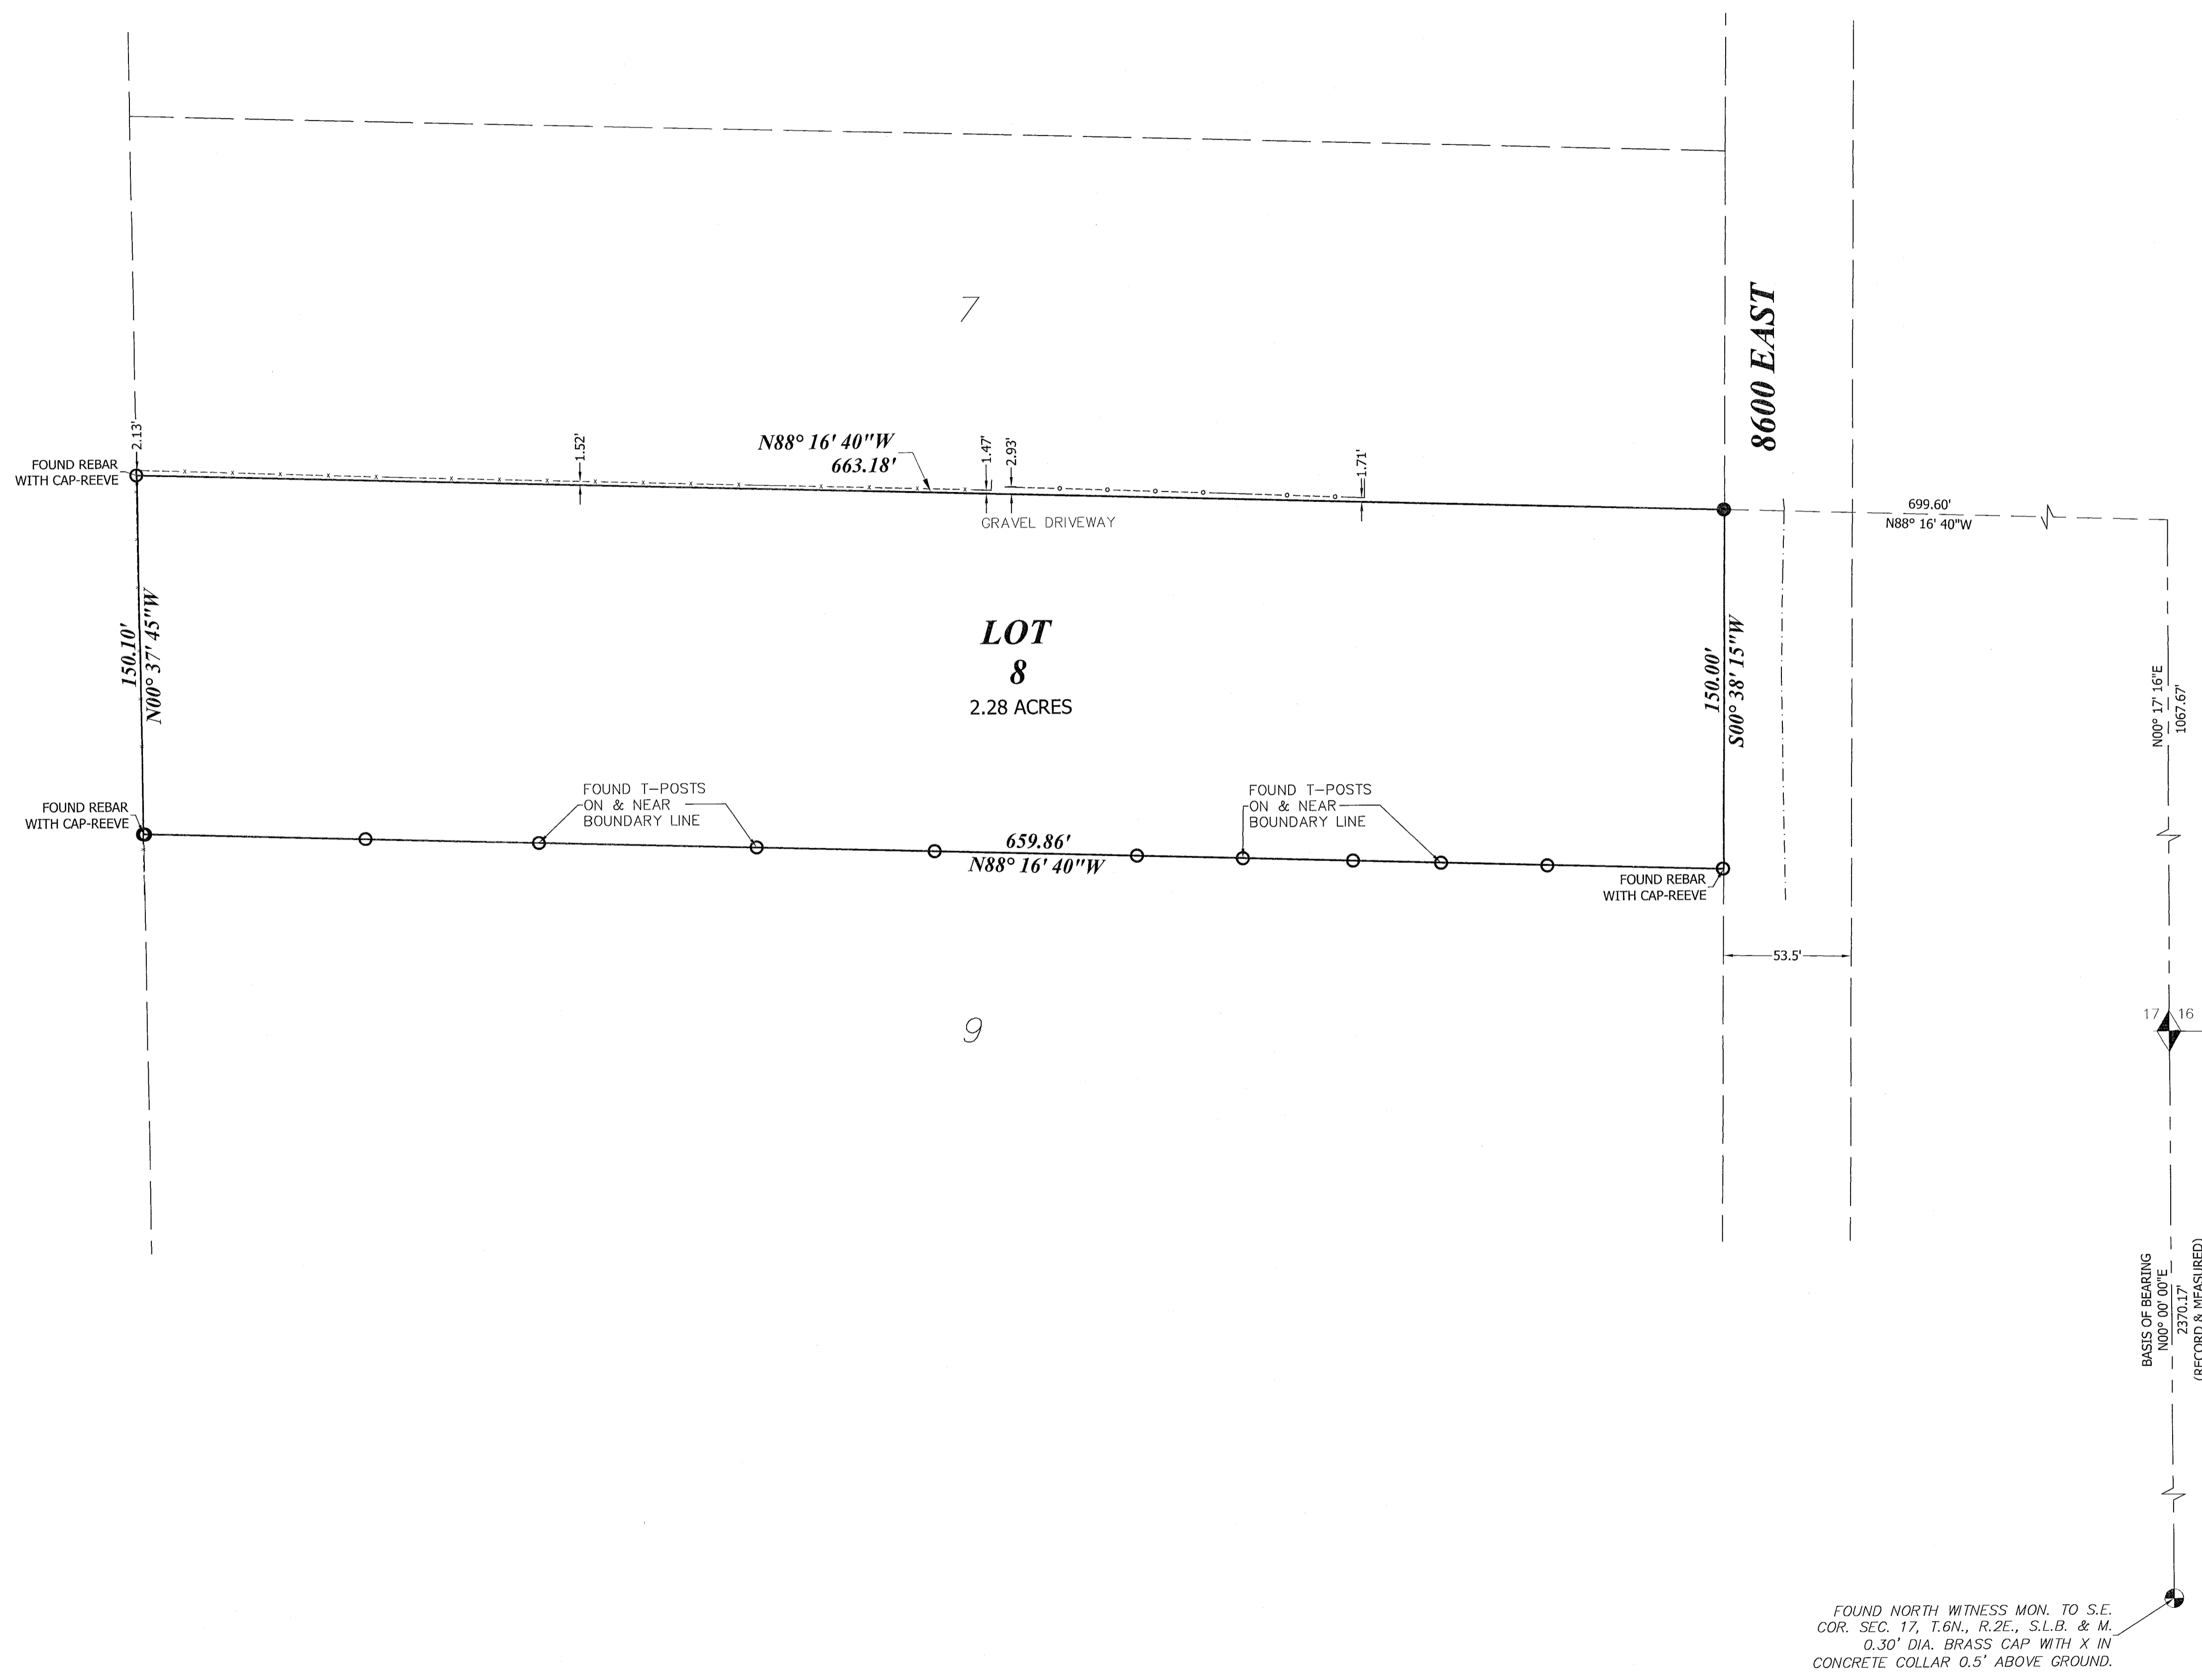 7
8600 EAST
2.13'
1.52'
N88° 16' 40"W
663.18'
1.47'
2.93'
1.71'
FOUND REBAR
WITH CAP-REEVE
GRAVEL DRIVEWAY
699.60'
N88° 16' 40"W
150.10'
N00° 37' 45"W
LOT
8
2.28 ACRES
150.00'
S00° 38' 15"W
N00° 17' 16"E
1067.67'
FOUND T-POSTS
ON & NEAR
BOUNDARY LINE
FOUND T-POSTS
ON & NEAR
BOUNDARY LINE
FOUND REBAR
WITH CAP-REEVE
659.86'
N88° 16' 40"W
FOUND REBAR
WITH CAP-REEVE
53.5'
9
17 16
BASIS OF BEARING
N00° 00' 00"E
2370.17'
(RECORD & MEASURED)
FOUND NORTH WITNESS MON. TO S.E.
COR. SEC. 17, T.6N., R.2E., S.L.B. & M.
0.30' DIA. BRASS CAP WITH X IN
CONCRETE COLLAR 0.5' ABOVE GROUND.